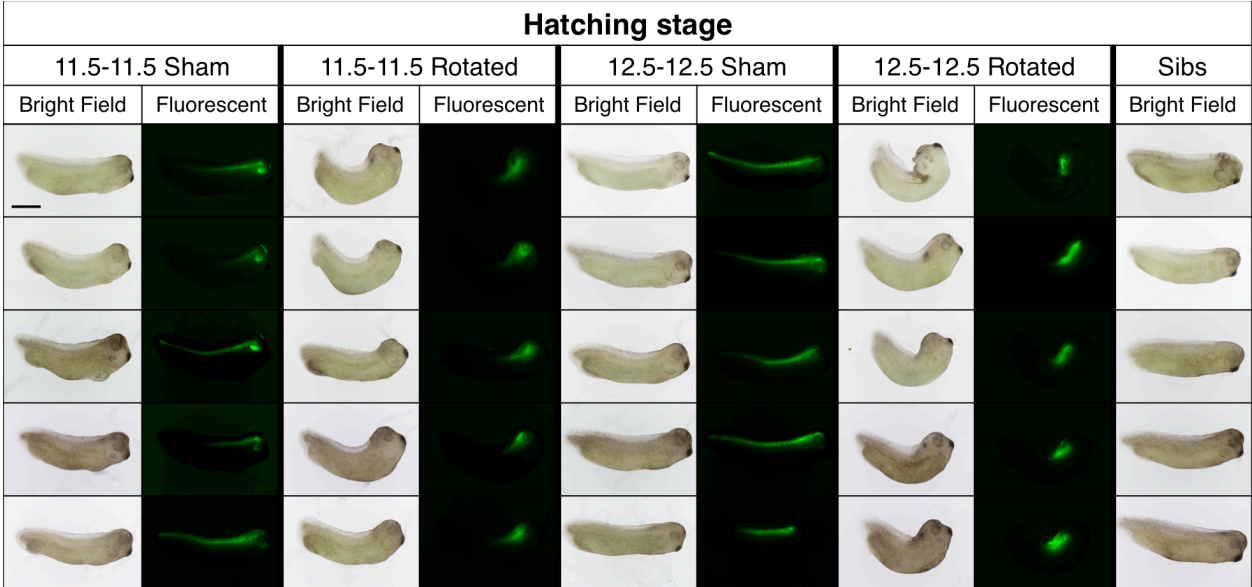 Hatching stage
11.5-11.5 Sham 11.5-11.5 Rotated 12.5-12.5 Sham 12.5-12.5 Rotated Sibs
Bright Field Fluorescent Bright Field Fluorescent Bright Field Fluorescent Bright Field Fluorescent Bright Field